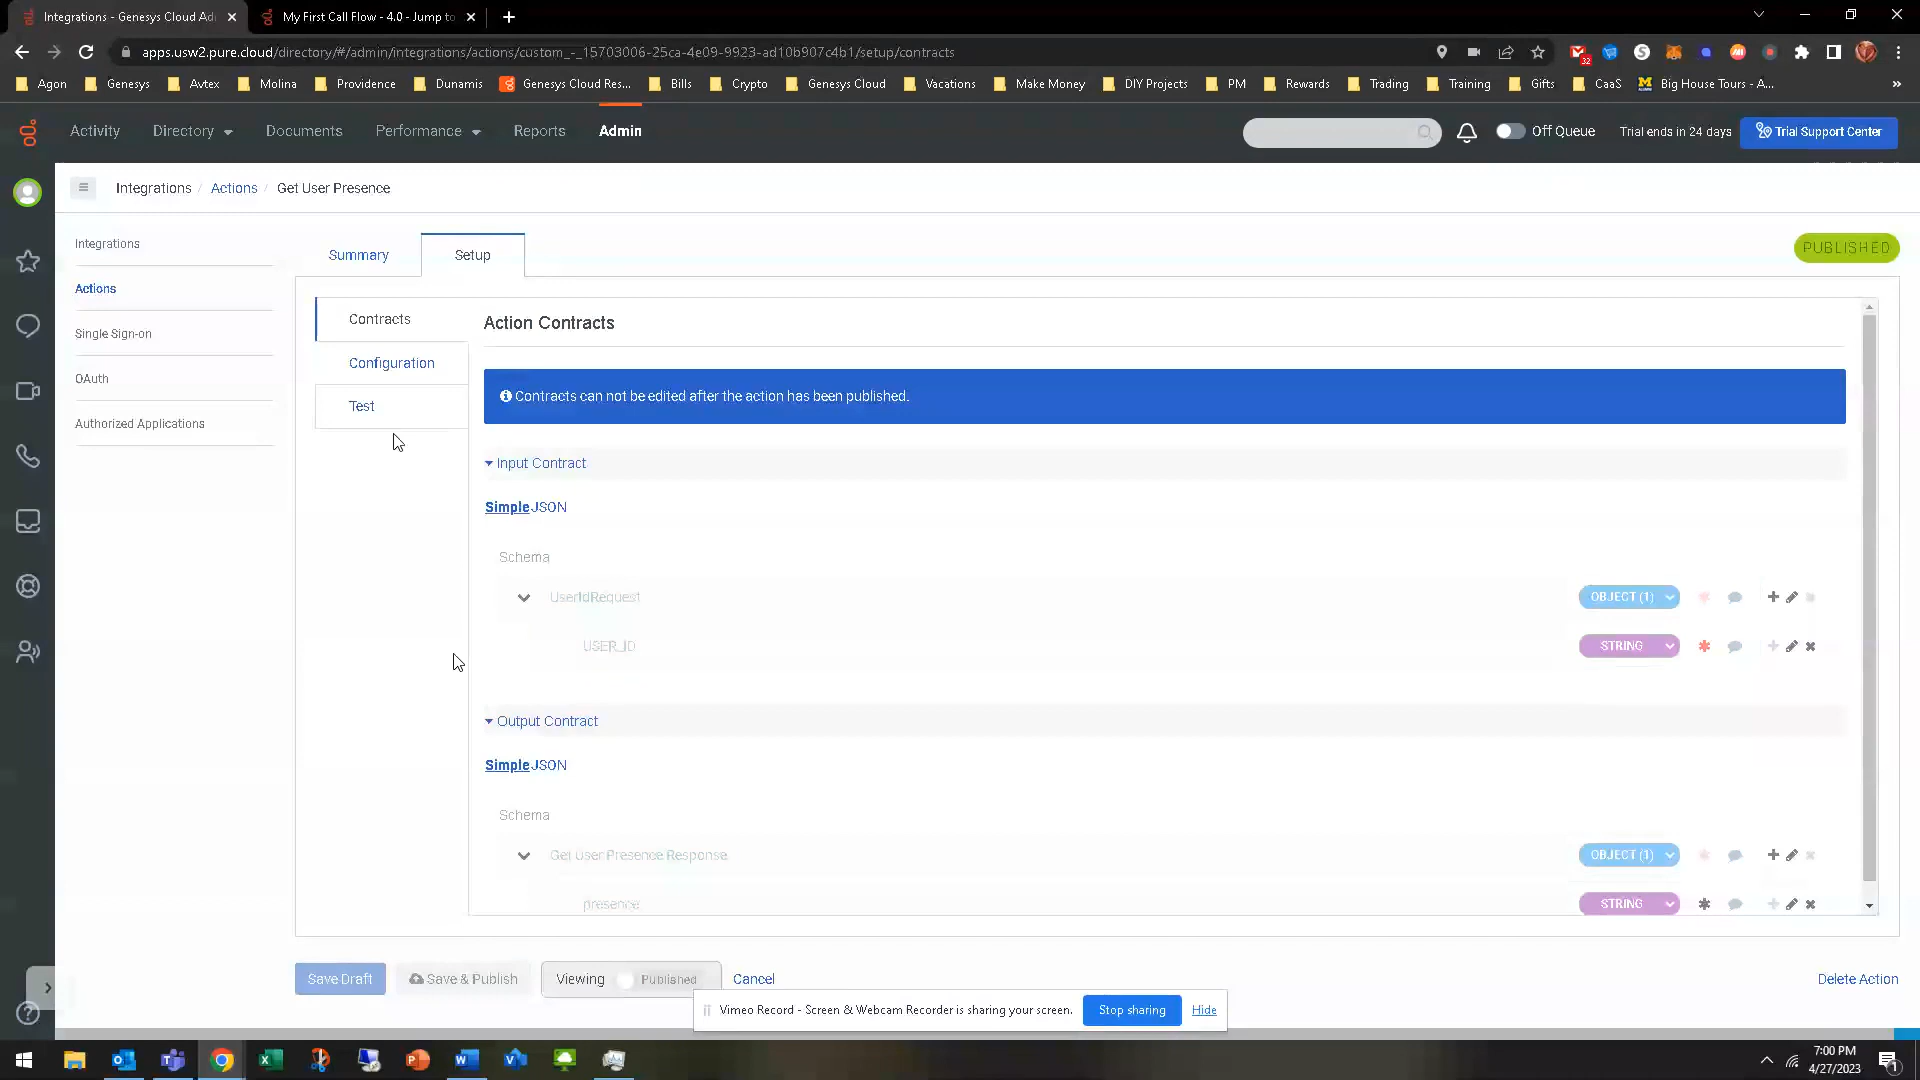 Integrations - Genesys Cloud Ad
My First Call Flow - 4.0 - Jump to
apps.usw2.pure.cloud/directory/#/admin/integrations/actions/custom_-_15703006-25ca-4e09-9923-ad10b907c4b1/setup/contracts
32
Agon
Genesys
Avtex
Molina
Providence
Dunamis
Genesys Cloud Res...
Bills
Crypto
Genesys Cloud
Vacations
Make Money
DIY Projects
PM
Rewards
Trading
Training
Gifts
CaaS
Big House Tours - A...
Activity
Directory
Documents
Performance
Reports
Admin
Off Queue
Trial ends in 24 days
Trial Support Center
Integrations / Actions / Get User Presence
Integrations
Actions
Single Sign-on
OAuth
Authorized Applications
Summary
Setup
PUBLISHED
Contracts
Configuration
Test
Action Contracts
Contracts can not be edited after the action has been published.
Input Contract
Simple JSON
Schema
UserIdRequest
OBJECT (1)
USER_ID
STRING
Output Contract
Simple JSON
Schema
Get User Presence Response
OBJECT (1)
presence
STRING
Save Draft
Save & Publish
Viewing
Published
Cancel
Delete Action
Vimeo Record - Screen & Webcam Recorder is sharing your screen.
Stop sharing
Hide
7:00 PM
4/27/2023
1